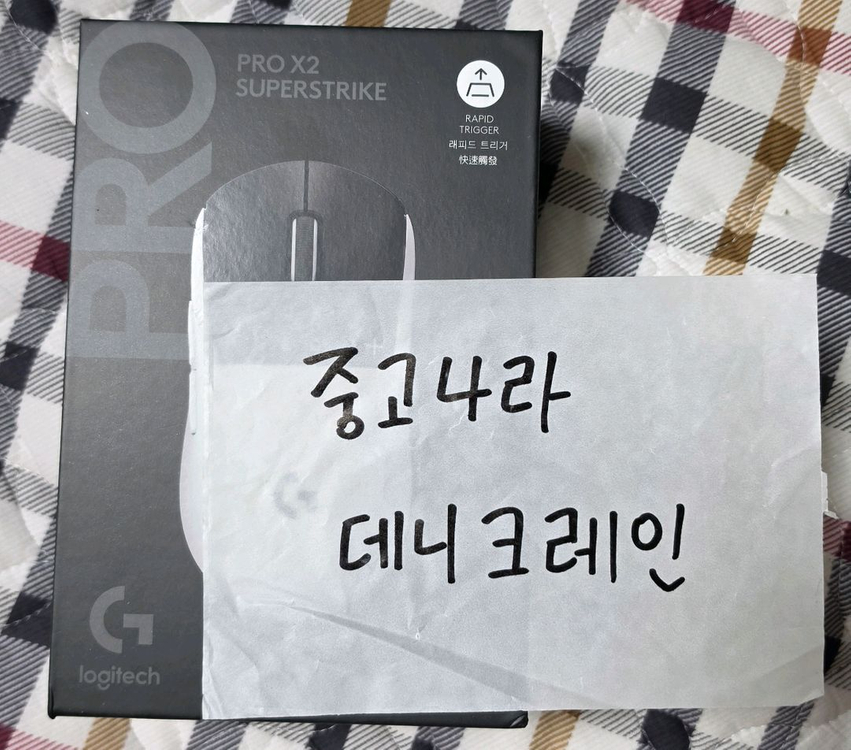 PRO
PRO X2
SUPERSTRIKE
RAPID
TRIGGER
래피드 트리거
快速觸發
중고나라
데니크레인
G
logitech